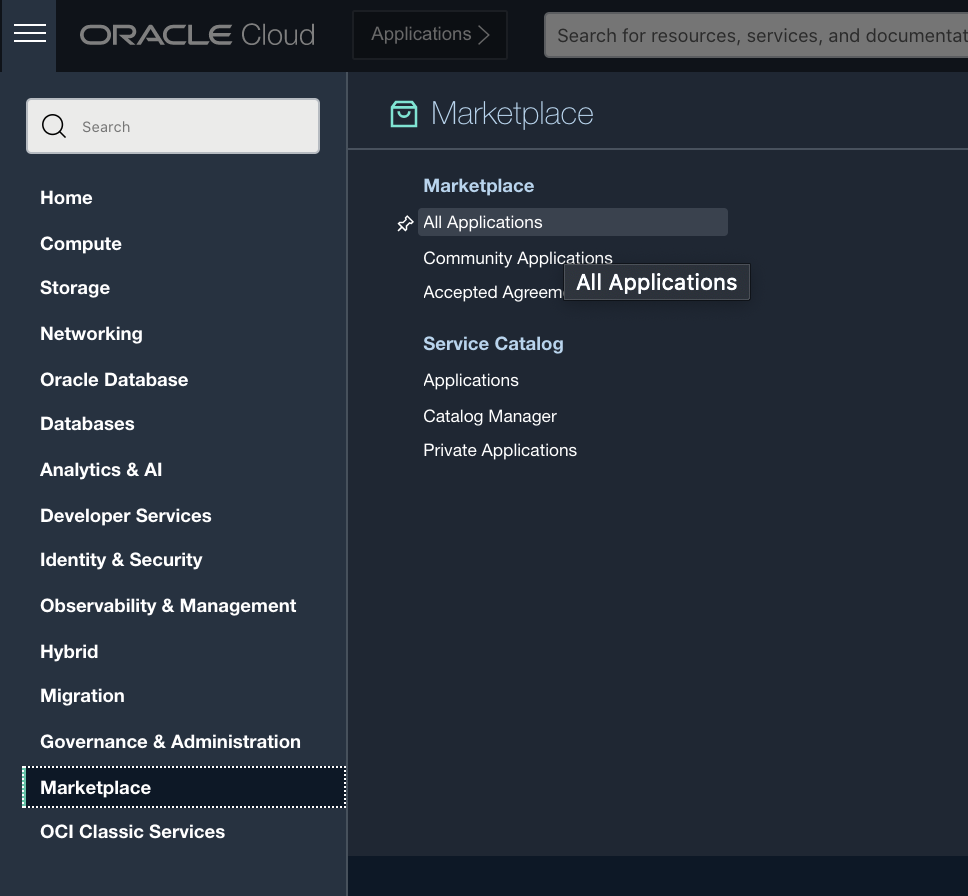 ORACLE Cloud
Applications
Search for resources, services, and documentat
Search
Home
Compute
Storage
Networking
Oracle Database
Databases
Analytics & AI
Developer Services
Identity & Security
Observability & Management
Hybrid
Migration
Governance & Administration
Marketplace
OCI Classic Services
Marketplace
Marketplace
All Applications
Community Applications
Accepted Agreem
All Applications
Service Catalog
Applications
Catalog Manager
Private Applications